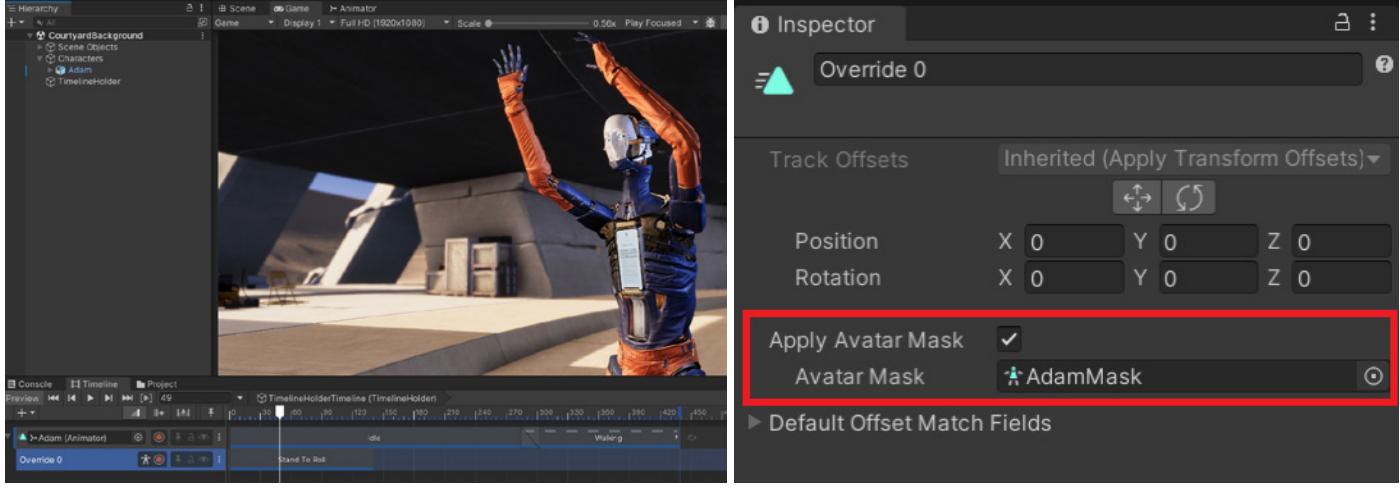 Hierarchy
Scene
Game
Animator
All
Game
Display 1
Full HD (1920x1080)
Scale
0.56x
Play Focused
CourtyardBackground
Scene Objects
Characters
Adam
TimelineHolder
Console
Timeline
Project
Preview
49
TimelineHolderTimeline (TimelineHolder)
0
30
60
90
120
150
180
210
240
270
300
330
360
390
420
450
Adam (Animator)
Idle
Walking
Override 0
Stand To Roll
Inspector
Override 0
Track Offsets
Inherited (Apply Transform Offsets)
Position X 0 Y 0 Z 0
Rotation X 0 Y 0 Z 0
Apply Avatar Mask
Avatar Mask
AdamMask
Default Offset Match Fields